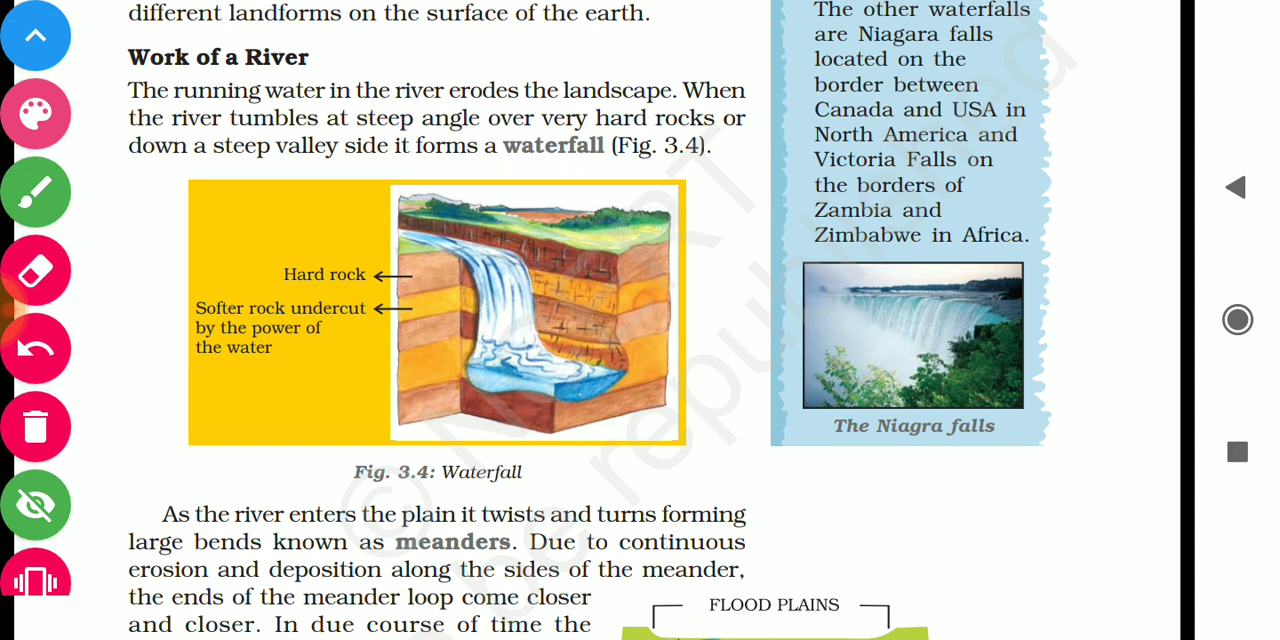 different landforms on the surface of the earth.
Work of a River
The running water in the river erodes the landscape. When
the river tumbles at steep angle over very hard rocks or
down a steep valley side it forms a waterfall (Fig. 3.4).
Hard rock
Softer rock undercut
by the power of
the water
Fig. 3.4: Waterfall
As the river enters the plain it twists and turns forming
large bends known as meanders. Due to continuous
erosion and deposition along the sides of the meander,
the ends of the meander loop come closer
and closer. In due course of time the
FLOOD PLAINS
The other waterfalls
are Niagara falls
located on the
border between
Canada and USA in
North America and
Victoria Falls on
the borders of
Zambia and
Zimbabwe in Africa.
The Niagra falls
©
be republished